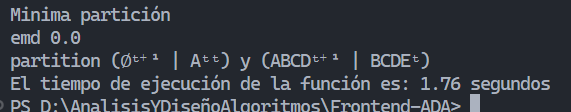 Minima partición
emd 0.0
partition (∅ᵗ⁺¹ | Aᵗ⁺) y (ABCDᵗ⁺¹ | BCDEᵗ)
El tiempo de ejecución de la función es: 1.76 segundos
PS D:\AnalisisYDiseñoAlgoritmos\Frontend-ADA>